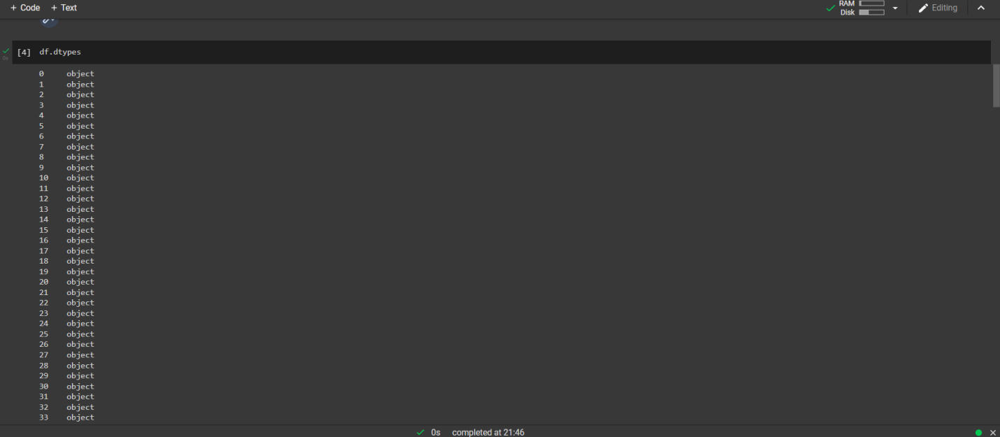 + Code + Text
RAM
Disk
Editing
[4] df.dtypes
0s
0 object
1 object
2 object
3 object
4 object
5 object
6 object
7 object
8 object
9 object
10 object
11 object
12 object
13 object
14 object
15 object
16 object
17 object
18 object
19 object
20 object
21 object
22 object
23 object
24 object
25 object
26 object
27 object
28 object
29 object
30 object
31 object
32 object
33 object
0s completed at 21:46